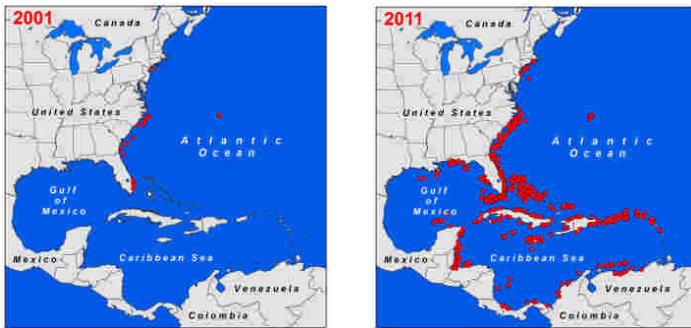 2001
Canada
United States
Atlantic
Ocean
Gulf
of
Mexico
Mexico
Caribbean Sea
Venezuela
Colombia
2011
Canada
United States
Atlantic
Ocean
Gulf
of
Mexico
Mexico
Caribbean Sea
Venezuela
Colombia